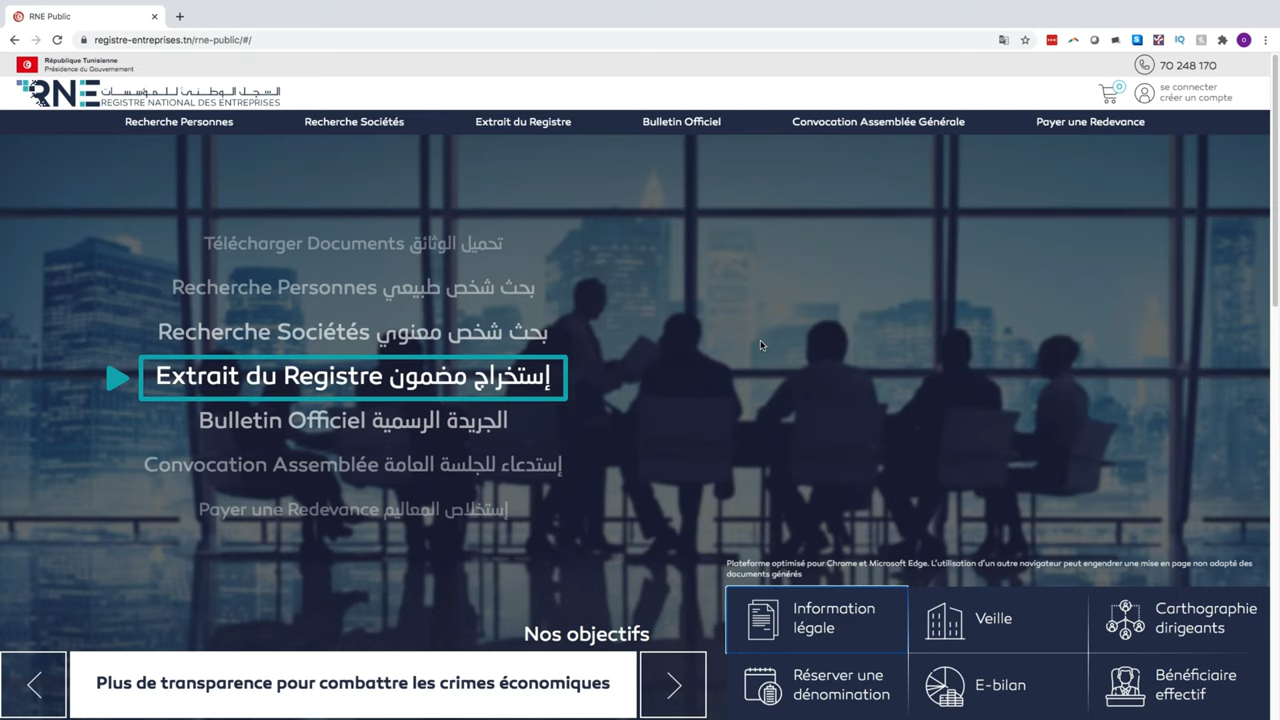 RNE Public
registre-entreprises.tn/rne-public/#/
République Tunisienne
Présidence du Gouvernement
70 248 170
RNE السجل الوطني للمؤسسات
REGISTRE NATIONAL DES ENTREPRISES
0
se connecter
créer un compte
Recherche Personnes
Recherche Sociétés
Extrait du Registre
Bulletin Officiel
Convocation Assemblée Générale
Payer une Redevance
Télécharger Documents تحميل الوثائق
Recherche Personnes بحث شخص طبيعي
Recherche Sociétés بحث شخص معنوي
Extrait du Registre إستخراج مضمون
Bulletin Officiel الجريدة الرسمية
Convocation Assemblée إستدعاء للجلسة العامة
Payer une Redevance إستخلاص المعاليم
Plateforme optimisé pour Chrome et Microsoft Edge. L'utilisation d'un autre navigateur peut engendrer une mise en page non adapté des
documents générés
Information
légale
Veille
Carthographie
dirigeants
Nos objectifs
Plus de transparence pour combattre les crimes économiques
Réserver une
dénomination
E-bilan
Bénéficiaire
effectif